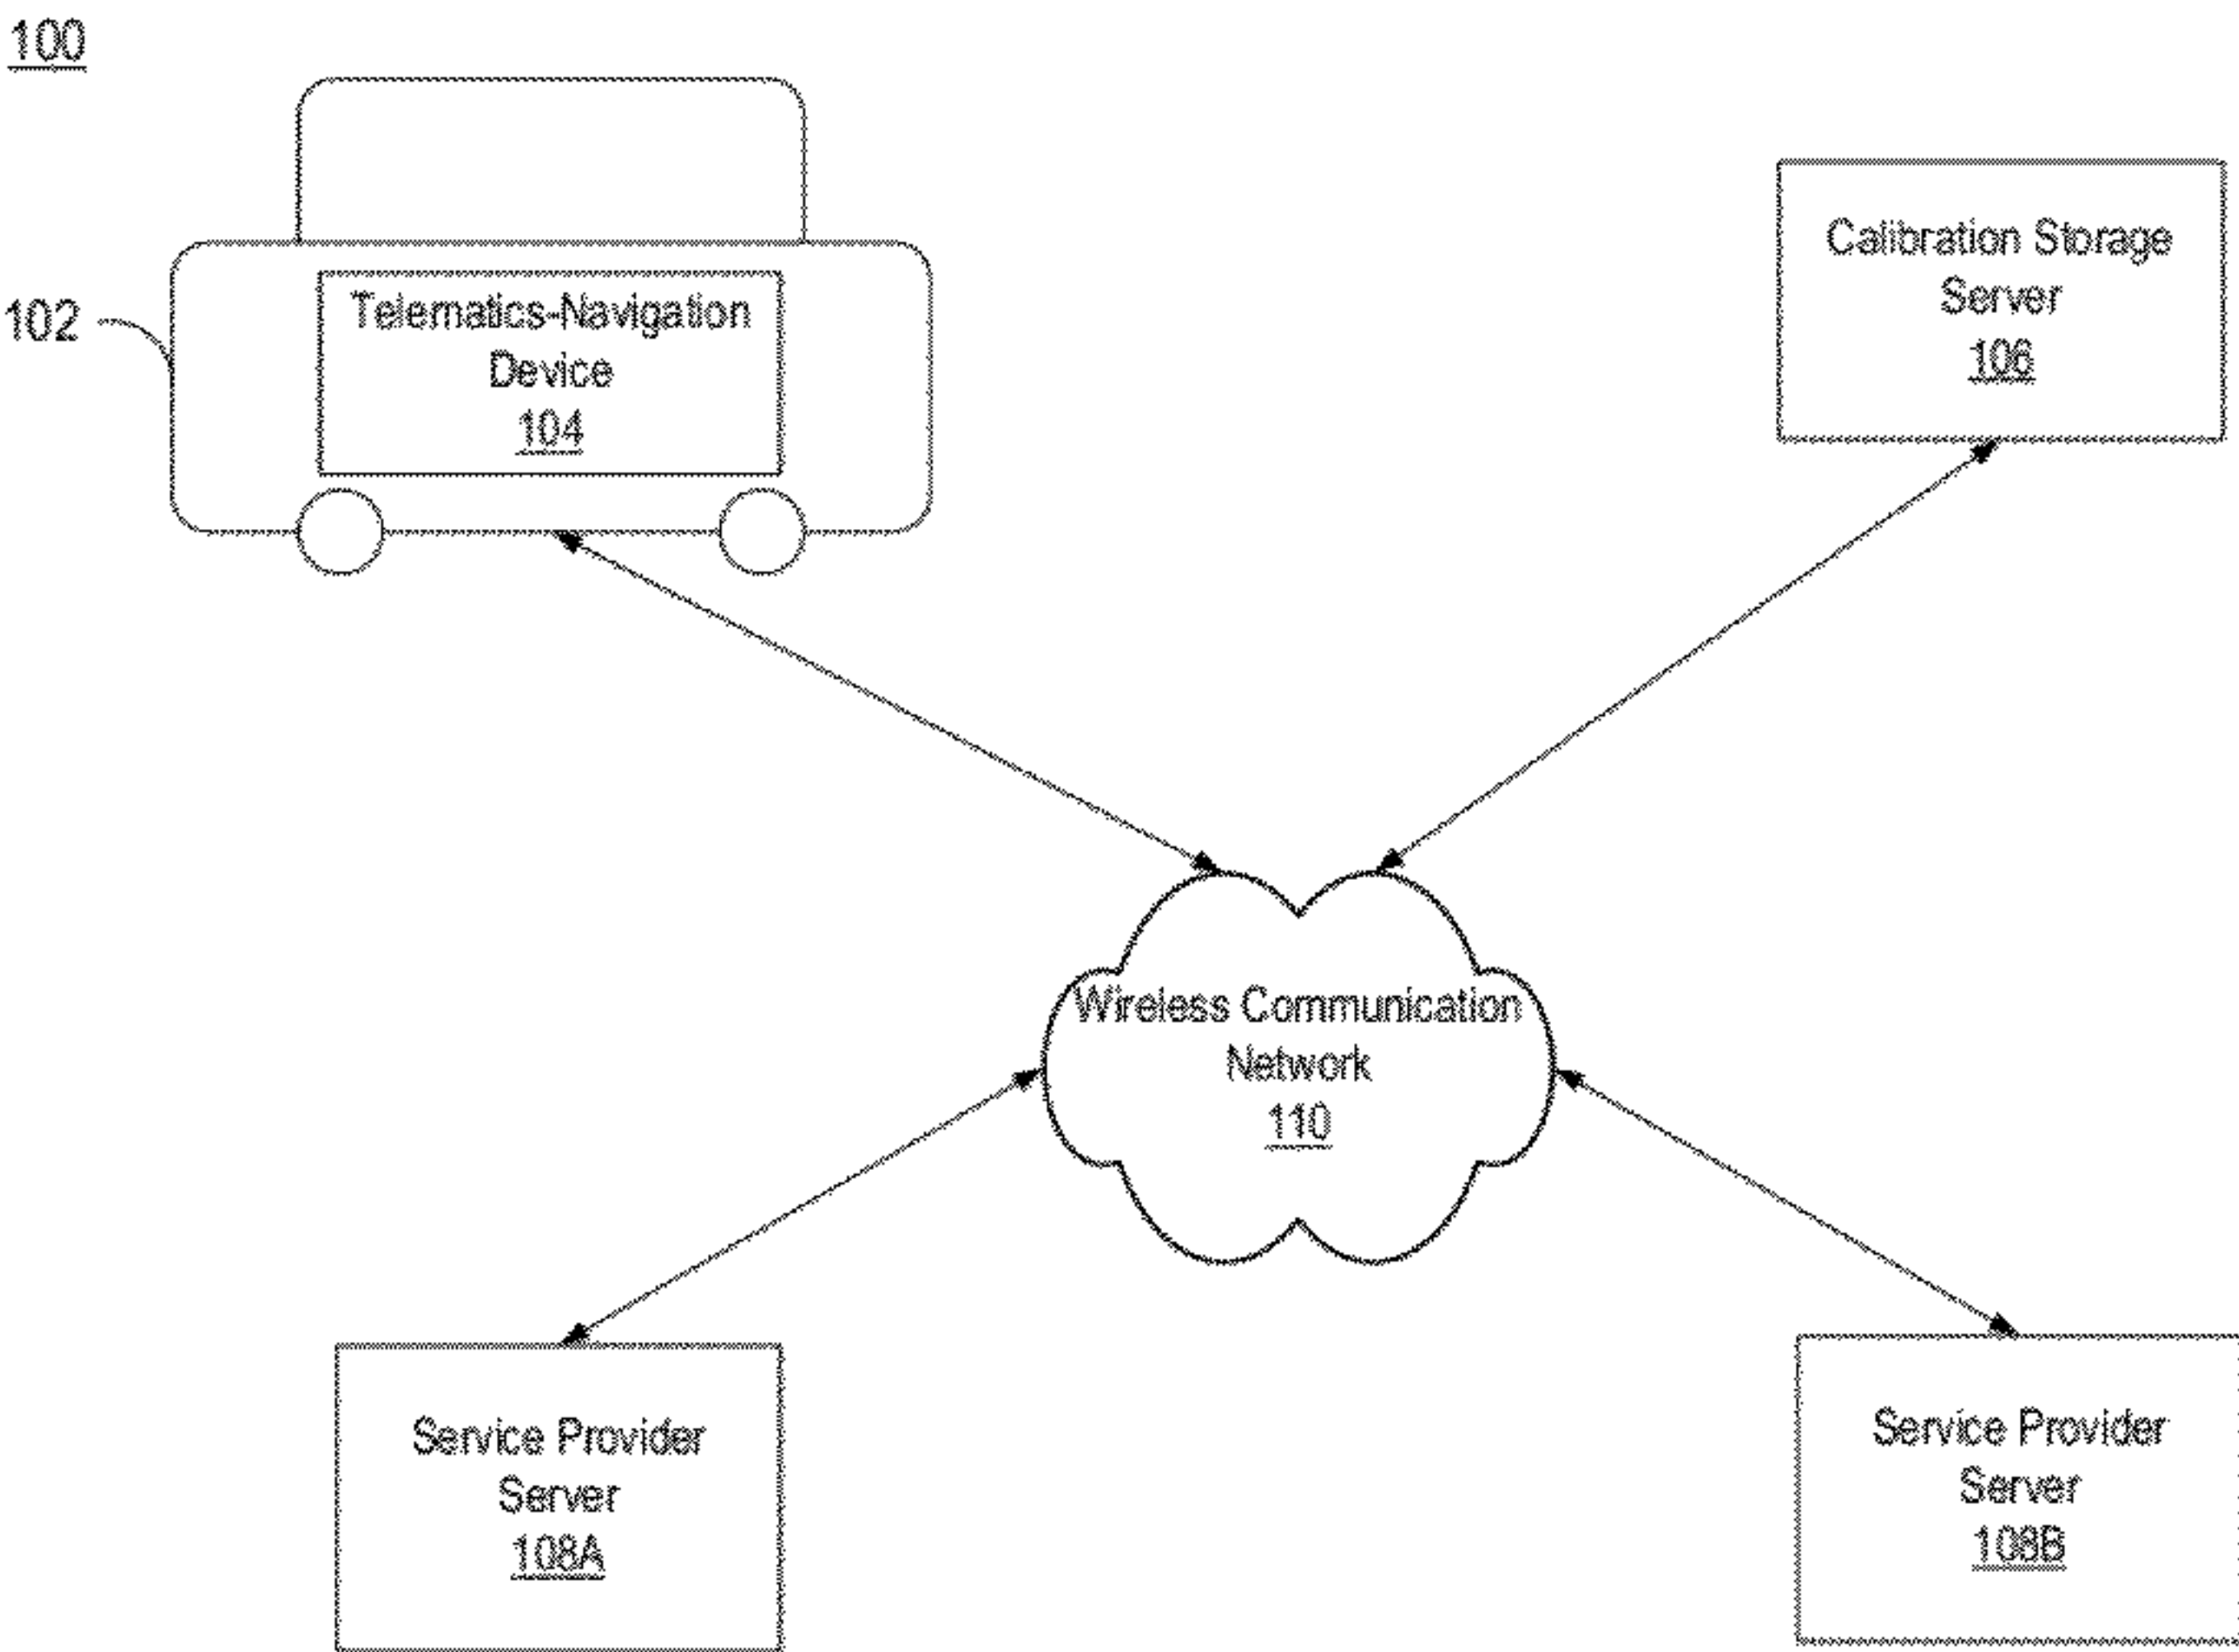 100
102
Telematics-Navigation
Device
104
Calibration Storage
Server
106
Wireless Communication
Network
110
Service Provider
Server
108A
Service Provider
Server
108B